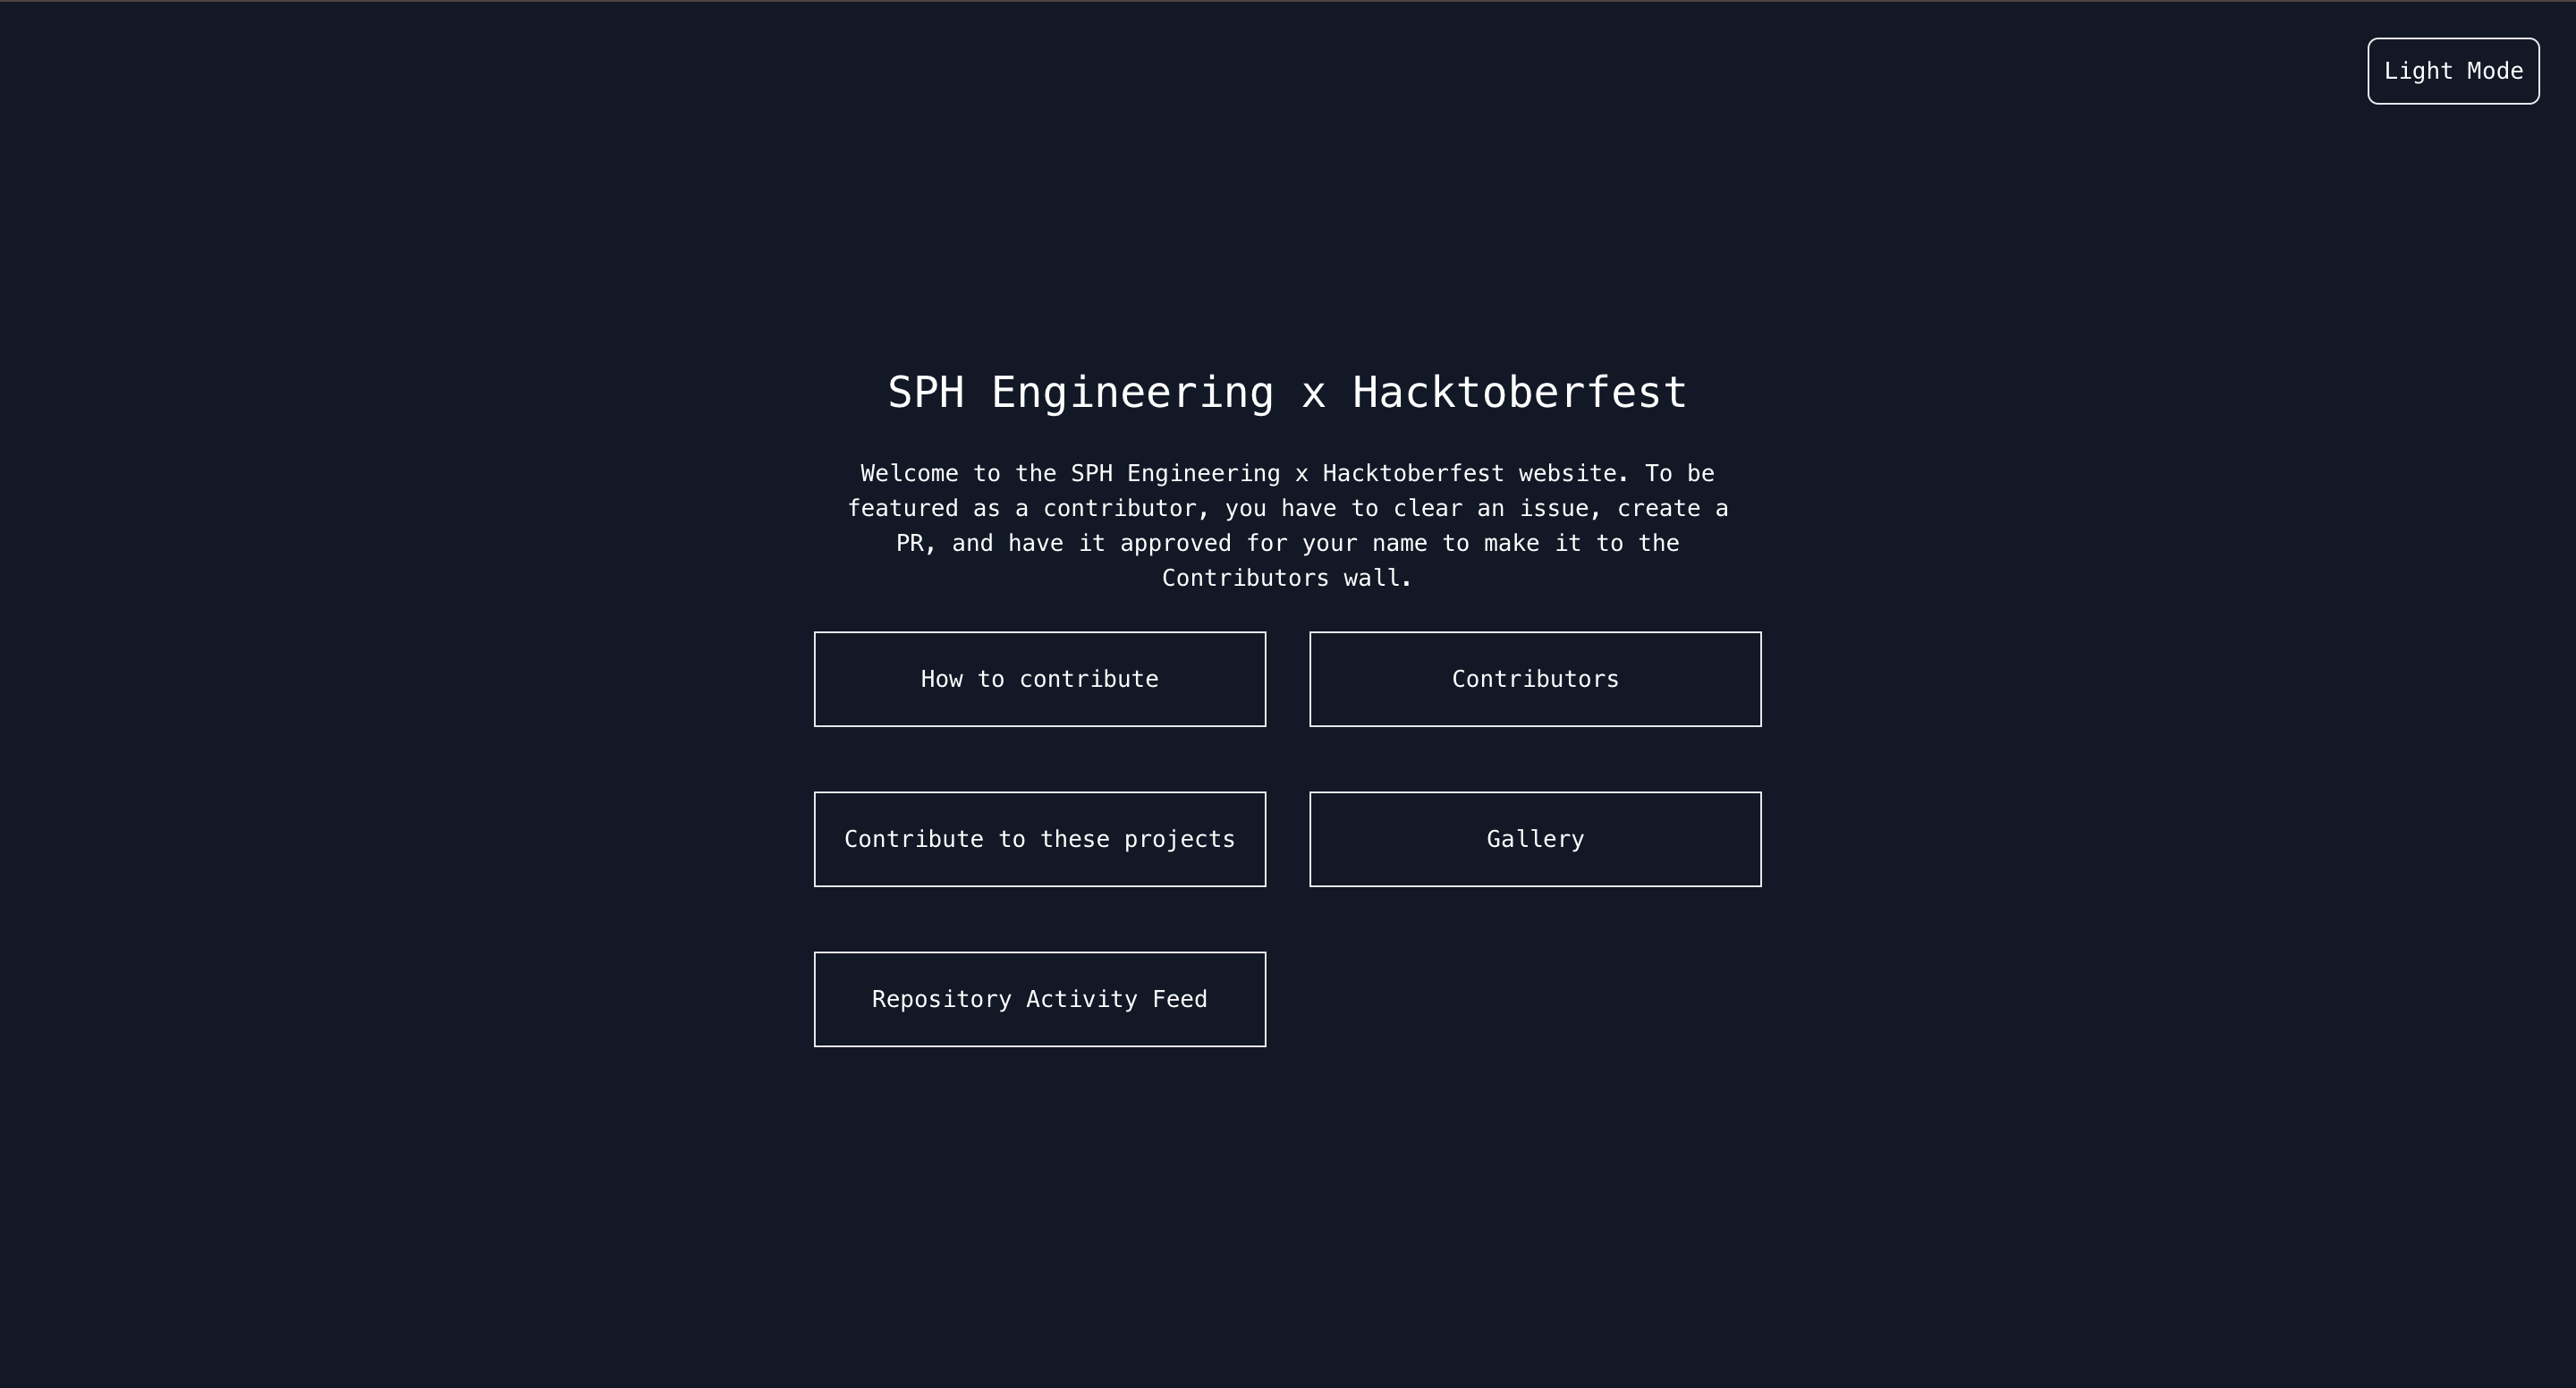 Light Mode
SPH Engineering x Hacktoberfest
Welcome to the SPH Engineering x Hacktoberfest website. To be
featured as a contributor, you have to clear an issue, create a
PR, and have it approved for your name to make it to the
Contributors wall.
How to contribute
Contributors
Contribute to these projects
Gallery
Repository Activity Feed